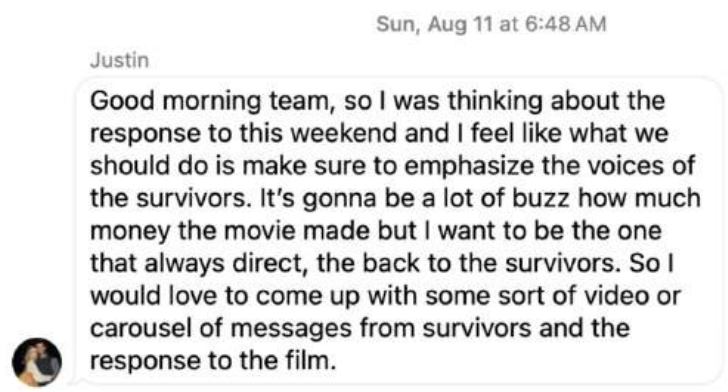 Sun, Aug 11 at 6:48 AM
Justin
Good morning team, so I was thinking about the
response to this weekend and I feel like what we
should do is make sure to emphasize the voices of
the survivors. It's gonna be a lot of buzz how much
money the movie made but I want to be the one
that always direct, the back to the survivors. So I
would love to come up with some sort of video or
carousel of messages from survivors and the
response to the film.